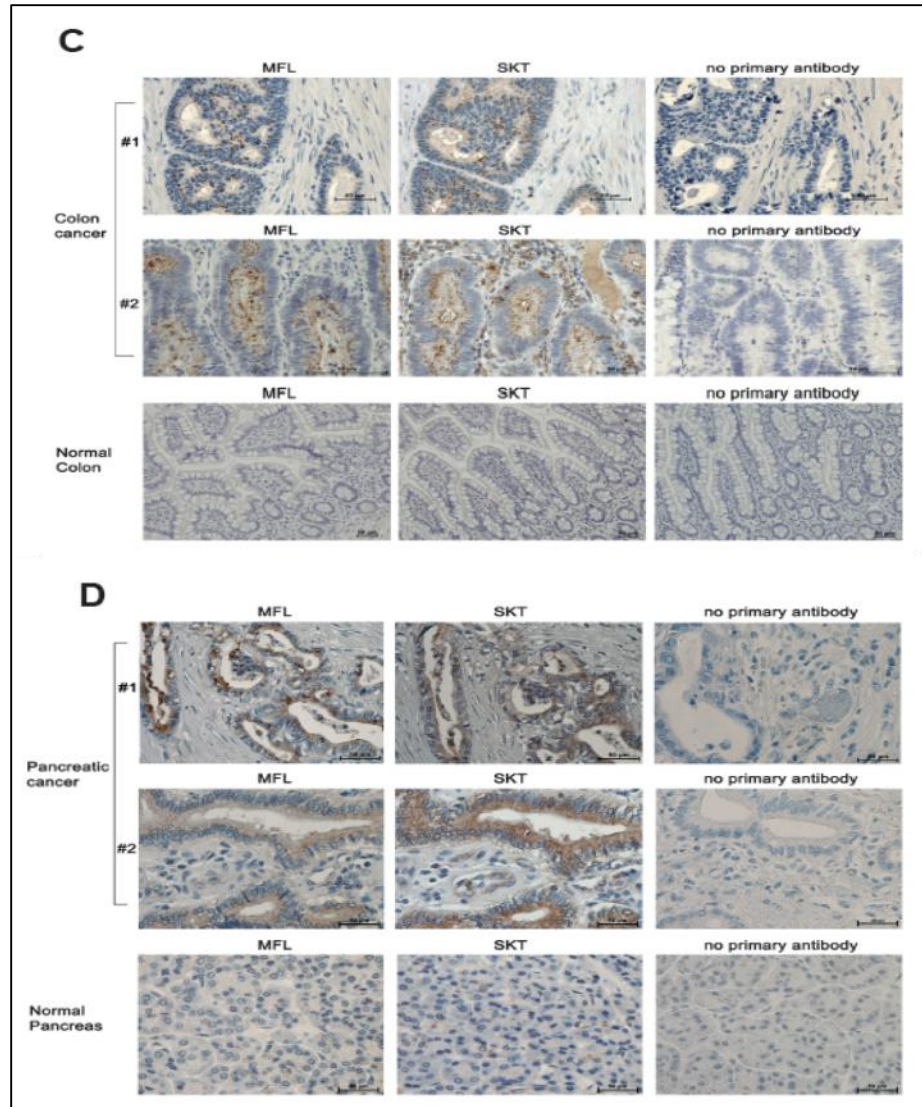 C
MFL SKT no primary antibody
#1
Colon
cancer
MFL SKT no primary antibody
#2
MFL SKT no primary antibody
Normal
Colon
D
MFL SKT no primary antibody
#1
Pancreatic
cancer
MFL SKT no primary antibody
#2
MFL SKT no primary antibody
Normal
Pancreas